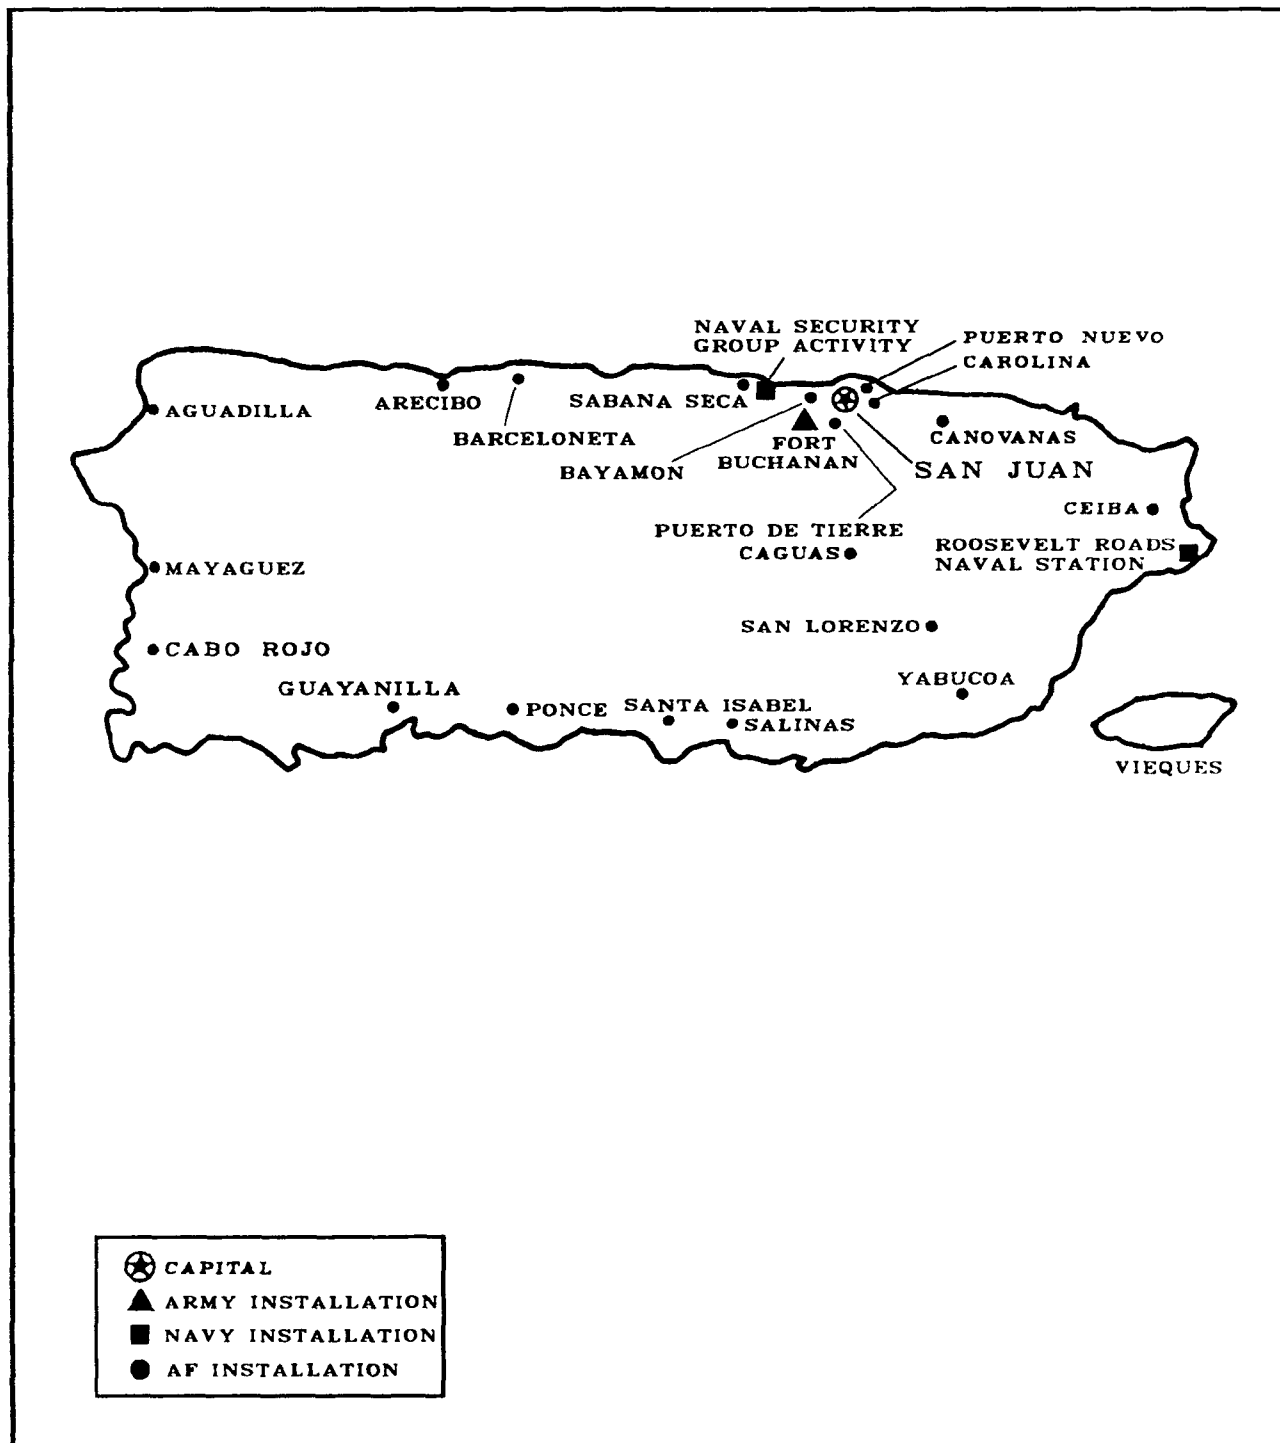 NAVAL SECURITY
GROUP ACTIVITY
PUERTO NUEVO
CAROLINA
AGUADILLA
ARECIBO
SABANA SECA
BARCELONETA
BAYAMON
FORT
BUCHANAN
CANOVANAS
SAN JUAN
CEIBA
PUERTO DE TIERRE
CAGUAS
ROOSEVELT ROADS
NAVAL STATION
MAYAGUEZ
SAN LORENZO
CABO ROJO
YABUCOA
GUAYANILLA
PONCE
SANTA ISABEL
SALINAS
VIEQUES
CAPITAL
ARMY INSTALLATION
NAVY INSTALLATION
AF INSTALLATION